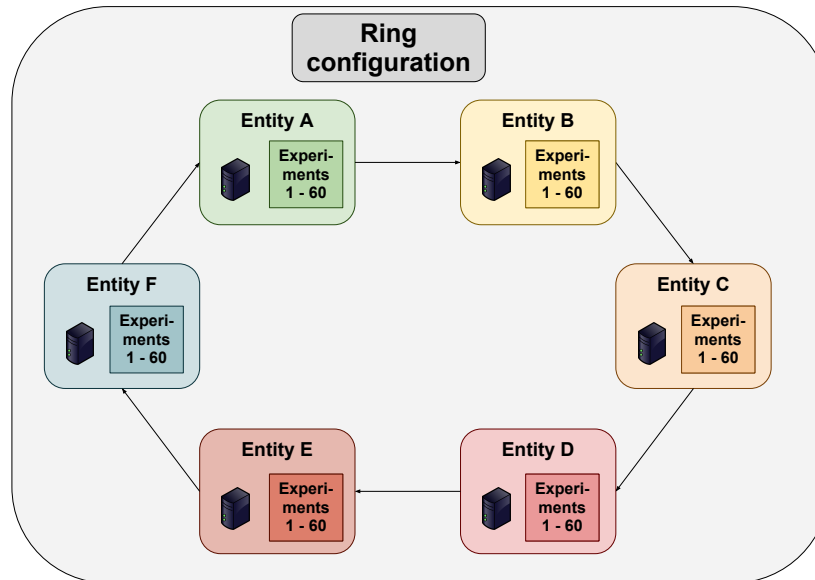 Ring
configuration
Entity A
Experi-
ments
1 - 60
Entity B
Experi-
ments
1 - 60
Entity C
Experi-
ments
1 - 60
Entity D
Experi-
ments
1 - 60
Entity E
Experi-
ments
1 - 60
Entity F
Experi-
ments
1 - 60